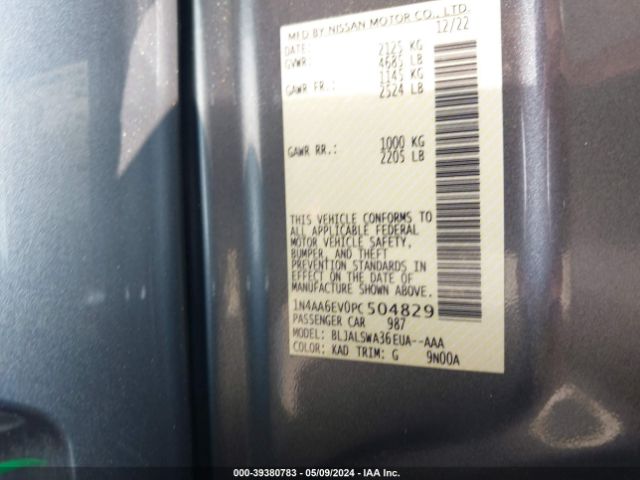 MFD BY NISSAN MOTOR CO., LTD.
DATE: 12/22
GVWR: 2125 KG
4685 LB
GAWR FR.: 1145 KG
2524 LB
GAWR RR.: 1000 KG
2205 LB
THIS VEHICLE CONFORMS TO
ALL APPLICABLE FEDERAL
MOTOR VEHICLE SAFETY,
BUMPER, AND THEFT
PREVENTION STANDARDS IN
EFFECT ON THE DATE OF
MANUFACTURE SHOWN ABOVE.
1N4AA6EV0PC504829
PASSENGER CAR 987
MODEL: BLJALSWA36EUA--AAA
COLOR: KAD TRIM: G 9N00A
000-39380783 - 05/09/2024 - IAA Inc.